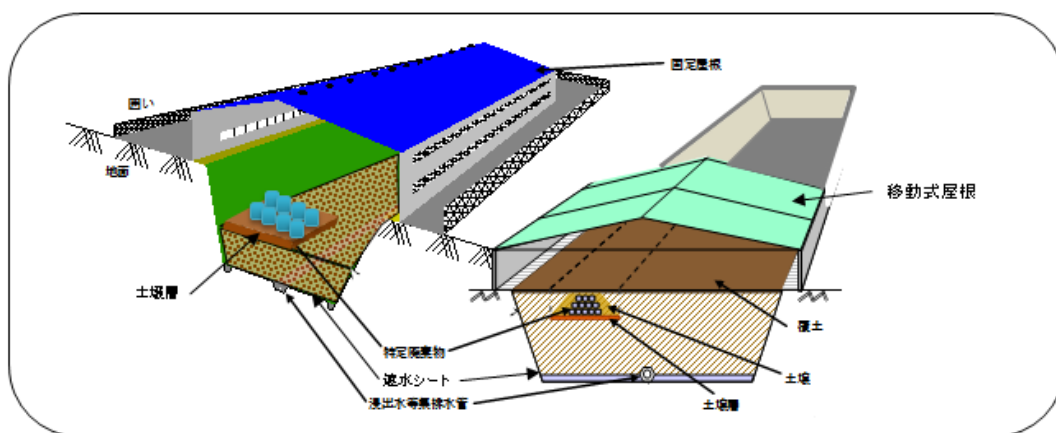 固定屋根
囲い
地面
移動式屋根
土壌層
覆土
特定廃棄物
土壌
遮水シート
浸出水等集排水管
土壌層